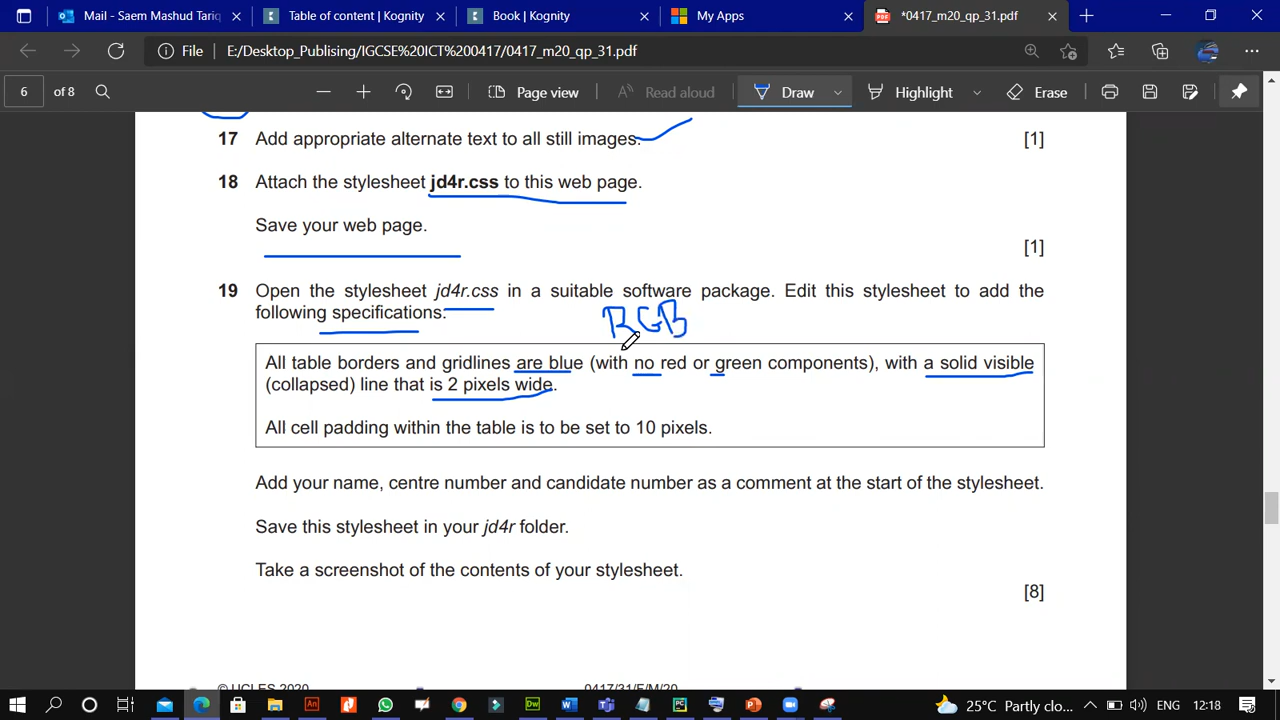 Mail - Saem Mashud Tariq
Table of content | Kognity
Book | Kognity
My Apps
*0417_m20_qp_31.pdf
File
E:/Desktop_Publising/IGCSE%20ICT%200417/0417_m20_qp_31.pdf
6 of 8
Page view
Read aloud
Draw
Highlight
Erase
17 Add appropriate alternate text to all still images. [1]
18 Attach the stylesheet jd4r.css to this web page.
Save your web page.
[1]
19 Open the stylesheet jd4r.css in a suitable software package. Edit this stylesheet to add the
following specifications.
RGB
All table borders and gridlines are blue (with no red or green components), with a solid visible
(collapsed) line that is 2 pixels wide.
All cell padding within the table is to be set to 10 pixels.
Add your name, centre number and candidate number as a comment at the start of the stylesheet.
Save this stylesheet in your jd4r folder.
Take a screenshot of the contents of your stylesheet.
[8]
© UCLES 2020 0417/31/F/M/20
25°C Partly clo... ENG 12:18